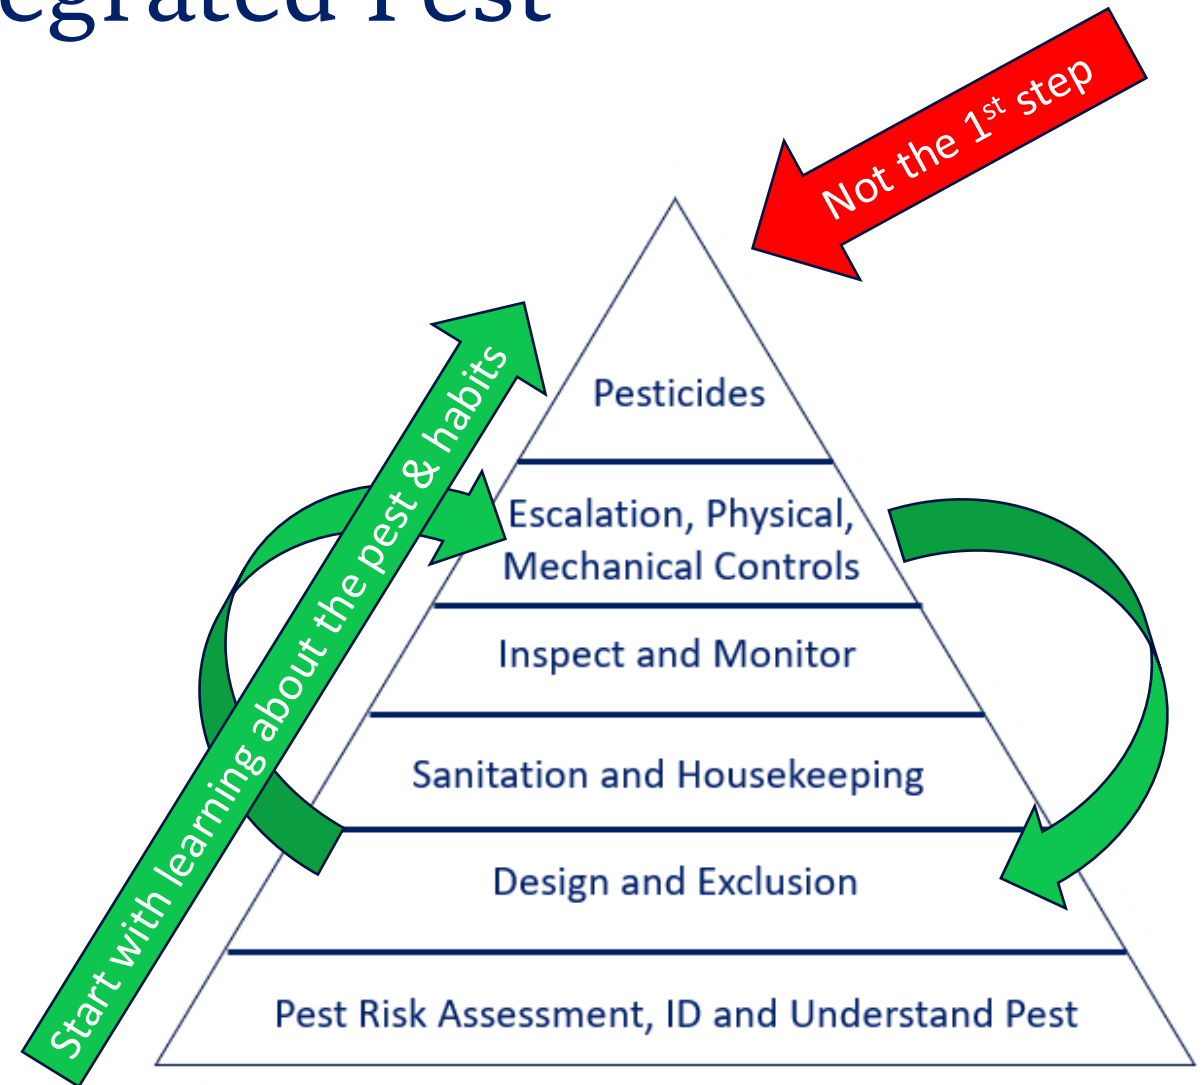 egrated Pest
Not the 1st step
Start with learning about the pest & habits
Pesticides
Escalation, Physical,
Mechanical Controls
Inspect and Monitor
Sanitation and Housekeeping
Design and Exclusion
Pest Risk Assessment, ID and Understand Pest